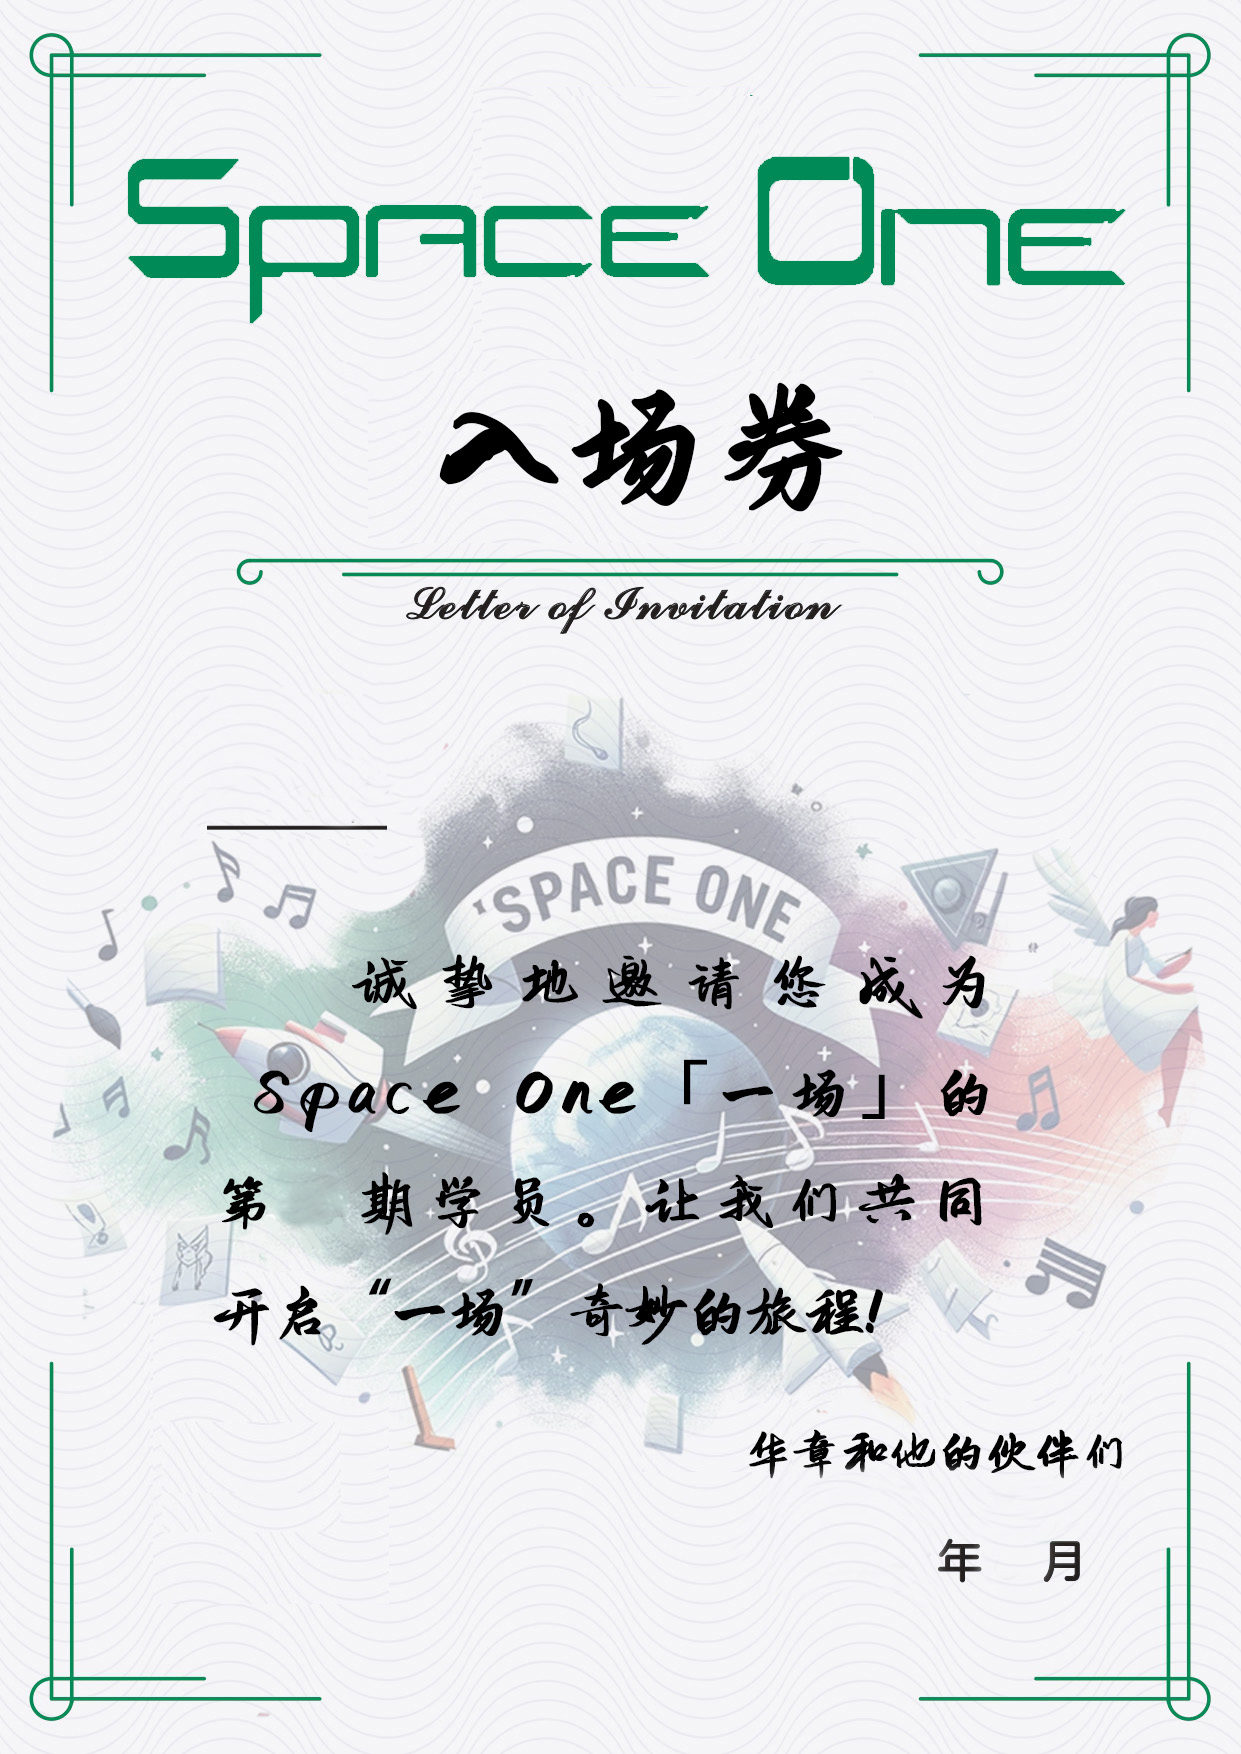 Space One
入场券
Letter of Invitation
'SPACE ONE
诚挚地邀请您成为
Space One「一场」的
第 期学员。让我们共同
开启“一场”奇妙的旅程!
华章和他的伙伴们
年 月